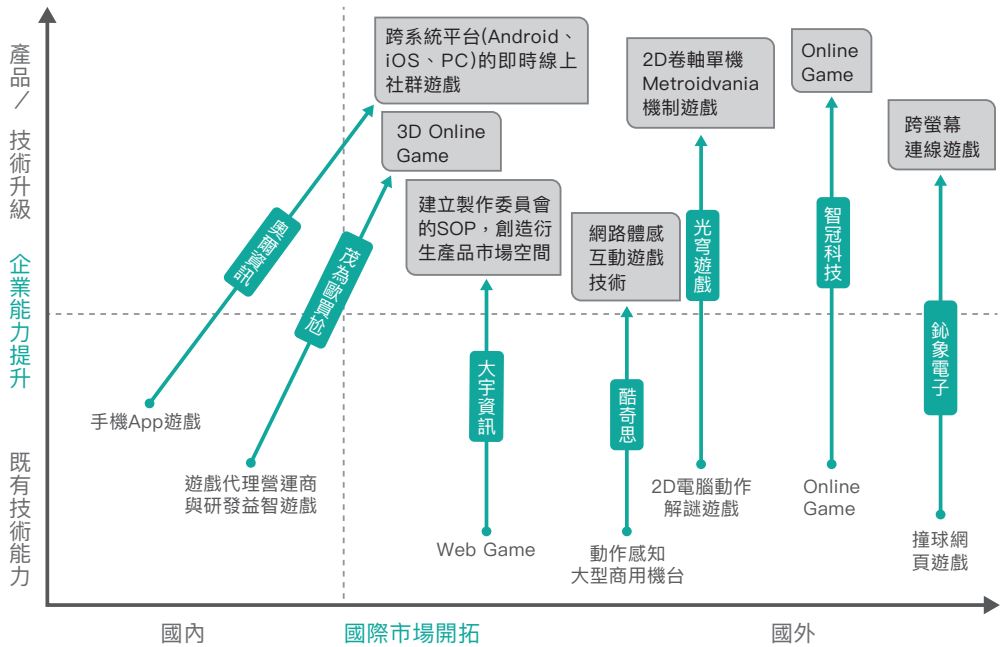 產品/技術升級
企業能力提升
既有技術能力
跨系統平台(Android、
iOS、PC)的即時線上
社群遊戲
奧爾資訊
手機App遊戲
3D Online
Game
茂為歐買尬
遊戲代理營運商
與研發益智遊戲
建立製作委員會
的SOP，創造衍
生產品市場空間
大宇資訊
Web Game
網路體感
互動遊戲
技術
酷奇思
動作感知
大型商用機台
2D卷軸單機
Metroidvania
機制遊戲
光穹遊戲
2D電腦動作
解謎遊戲
Online
Game
智冠科技
Online
Game
跨螢幕
連線遊戲
鈊象電子
撞球網
頁遊戲
國內
國際市場開拓
國外